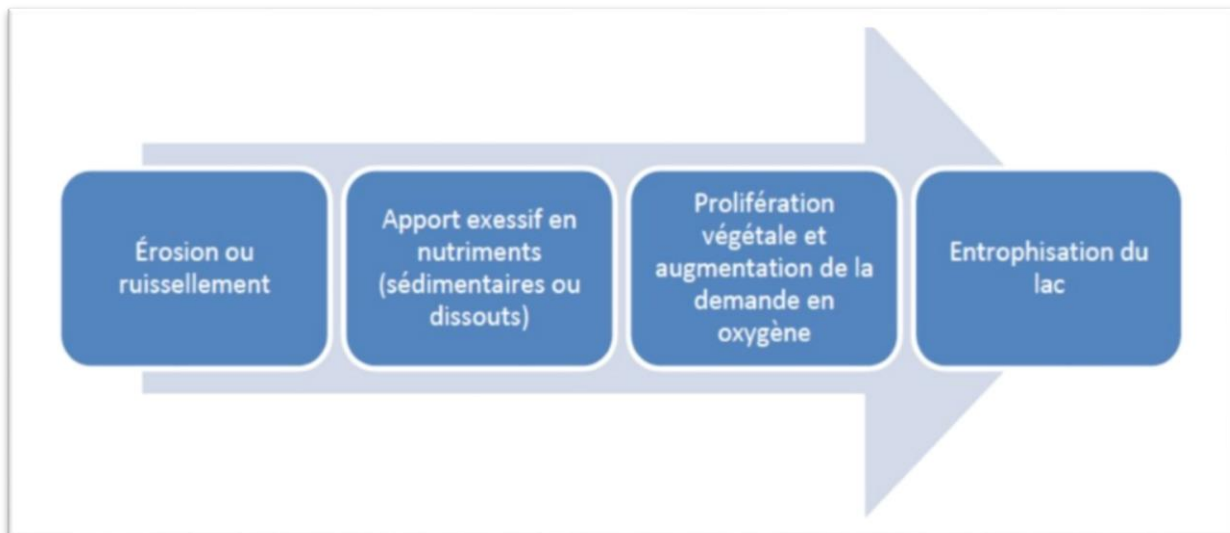 Érosion ou
ruissellement
Apport exessif en
nutriments
(sédimentaires ou
dissouts)
Prolifération
végétale et
augmentation de la
demande en
oxygène
Entrophisation du
lac